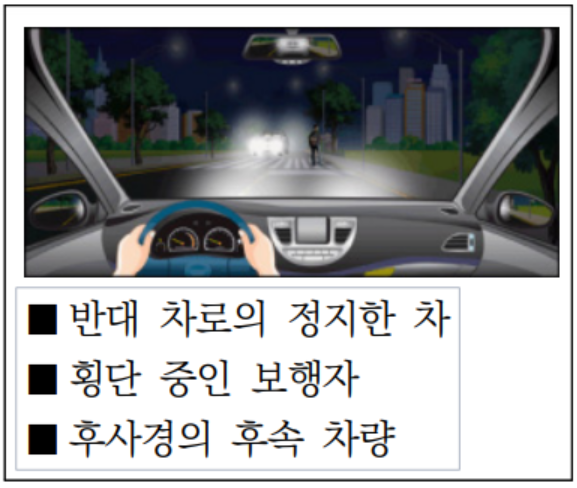 ■ 반대 차로의 정지한 차
■ 횡단 중인 보행자
■ 후사경의 후속 차량